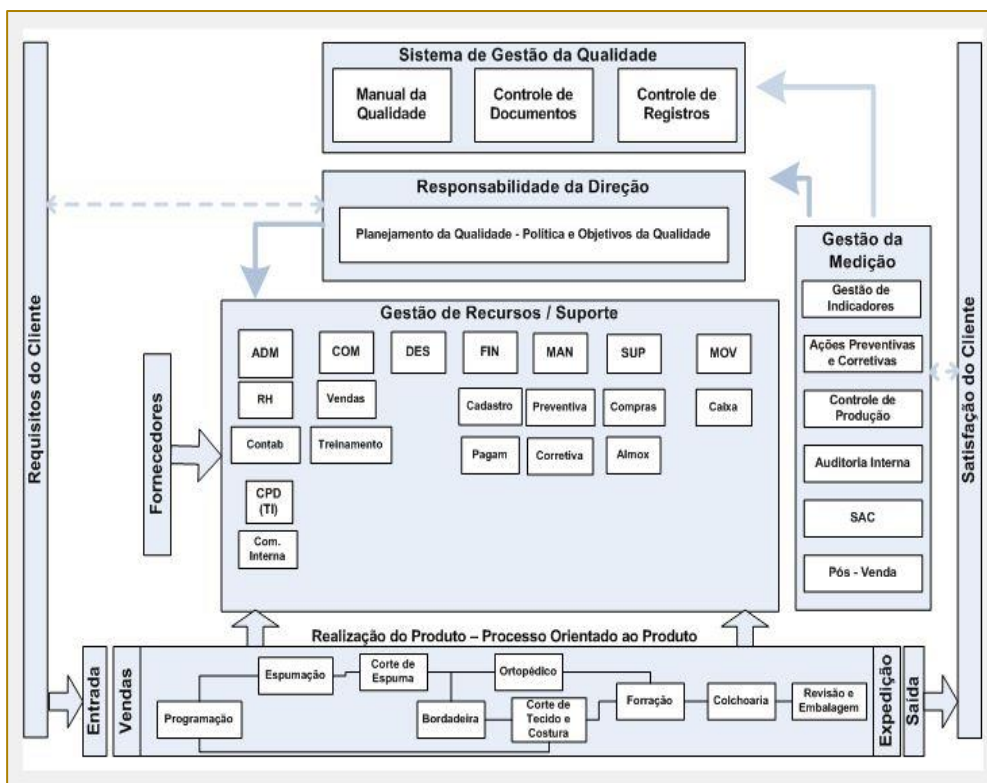 Sistema de Gestão da Qualidade
Manual da
Qualidade
Controle de
Documentos
Controle de
Registros
Responsabilidade da Direção
Planejamento da Qualidade - Política e Objetivos da Qualidade
Requisitos do Cliente
Fornecedores
Gestão de Recursos / Suporte
ADM
COM
DES
FIN
MAN
SUP
MOV
RH
Vendas
Cadastro
Preventiva
Compras
Caixa
Contab
Treinamento
Pagam
Corretiva
Almox
CPD
(TI)
Com.
Interna
Gestão da
Medição
Gestão de
Indicadores
Ações Preventivas
e Corretivas
Controle de
Produção
Auditoria Interna
SAC
Pós - Venda
Satisfação do Cliente
Realização do Produto – Processo Orientado ao Produto
Entrada
Vendas
Programação
Espumação
Corte de
Espuma
Bordadeira
Ortopédico
Corte de
Tecido e
Costura
Forração
Colchoaria
Revisão e
Embalagem
Expedição
Saída